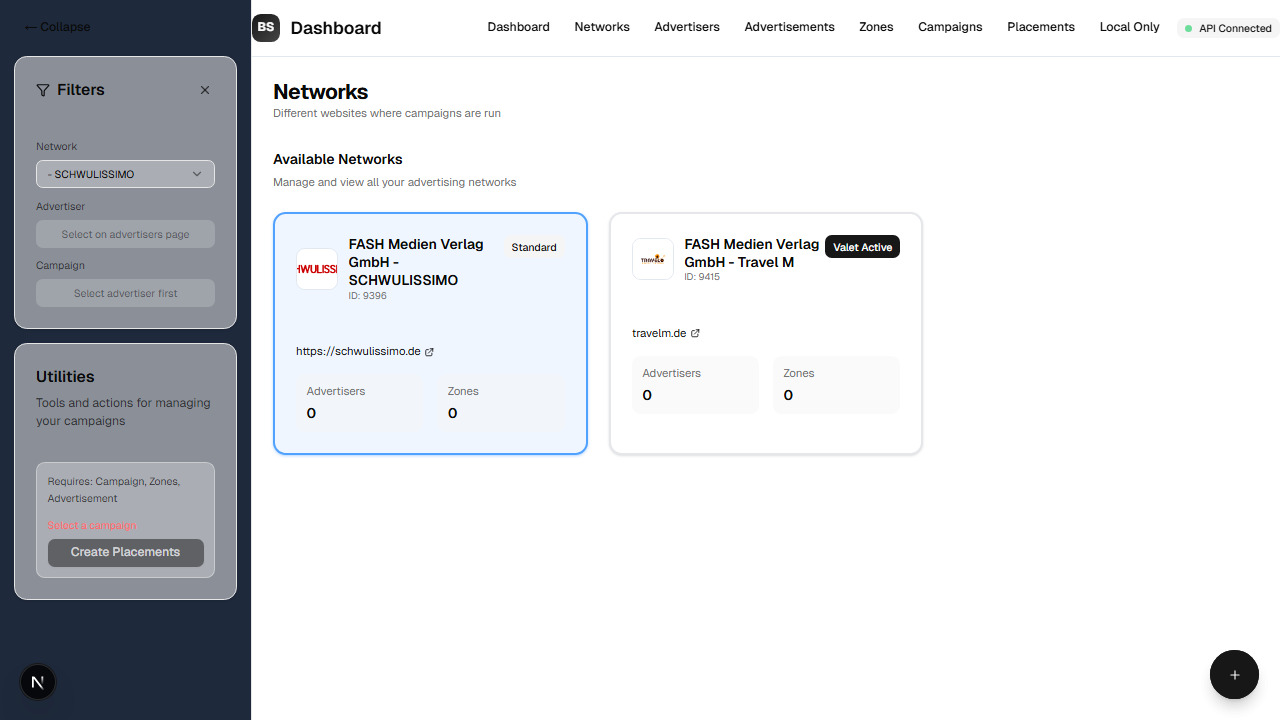 ← Collapse
BS Dashboard
Dashboard Networks Advertisers Advertisements Zones Campaigns Placements Local Only API Connected
Filters
Network
- SCHWULISSIMO
Advertiser
Select on advertisers page
Campaign
Select advertiser first
Utilities
Tools and actions for managing
your campaigns
Requires: Campaign, Zones,
Advertisement
Select a campaign
Create Placements
N
Networks
Different websites where campaigns are run
Available Networks
Manage and view all your advertising networks
HWULISSI
FASH Medien Verlag
GmbH -
SCHWULISSIMO
ID: 9396
Standard
https://schwulissimo.de
Advertisers
0
Zones
0
TRAVELO
FASH Medien Verlag
GmbH - Travel M
ID: 9415
Valet Active
travelm.de
Advertisers
0
Zones
0
+